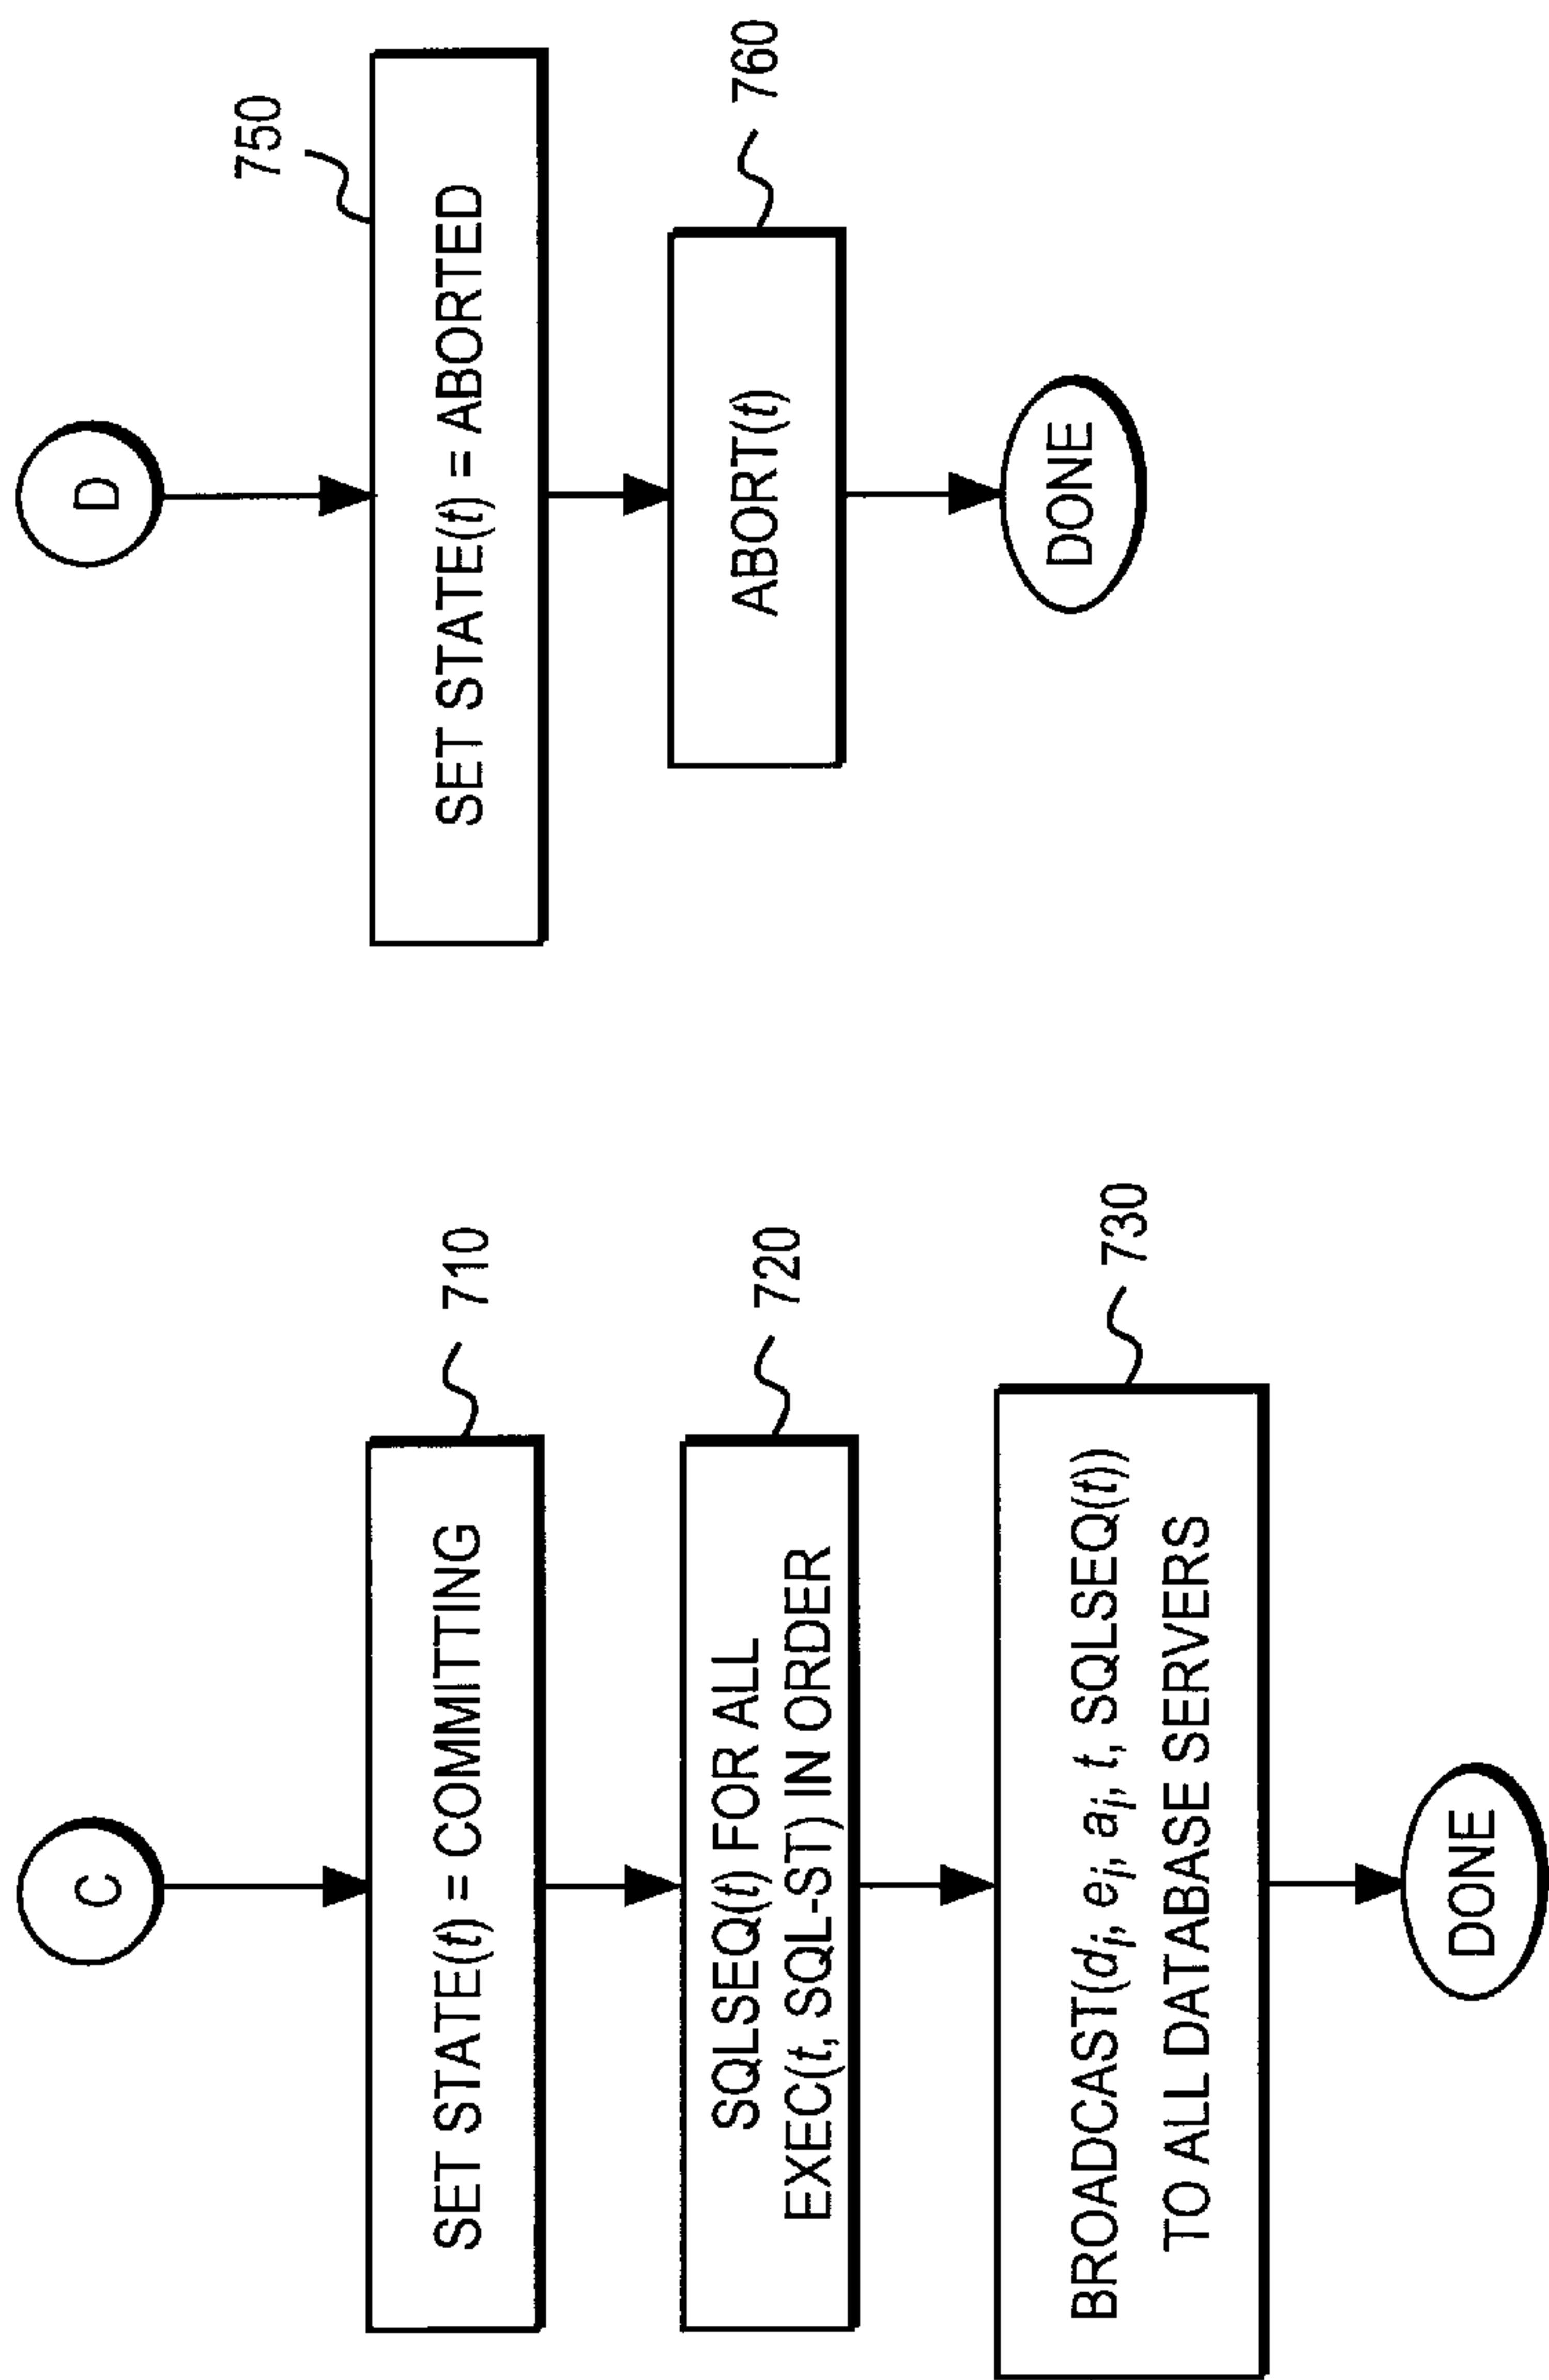 C
SET STATE(t) = COMMITTING
710
SQLSEQ(t) FOR ALL
EXEC(t, SQL-ST) IN ORDER
720
BROADCAST(di, ej, ai, t, SQLSEQ(t))
TO ALL DATABASE SERVERS
730
DONE
D
SET STATE(t) = ABORTED
750
ABORT(t)
760
DONE